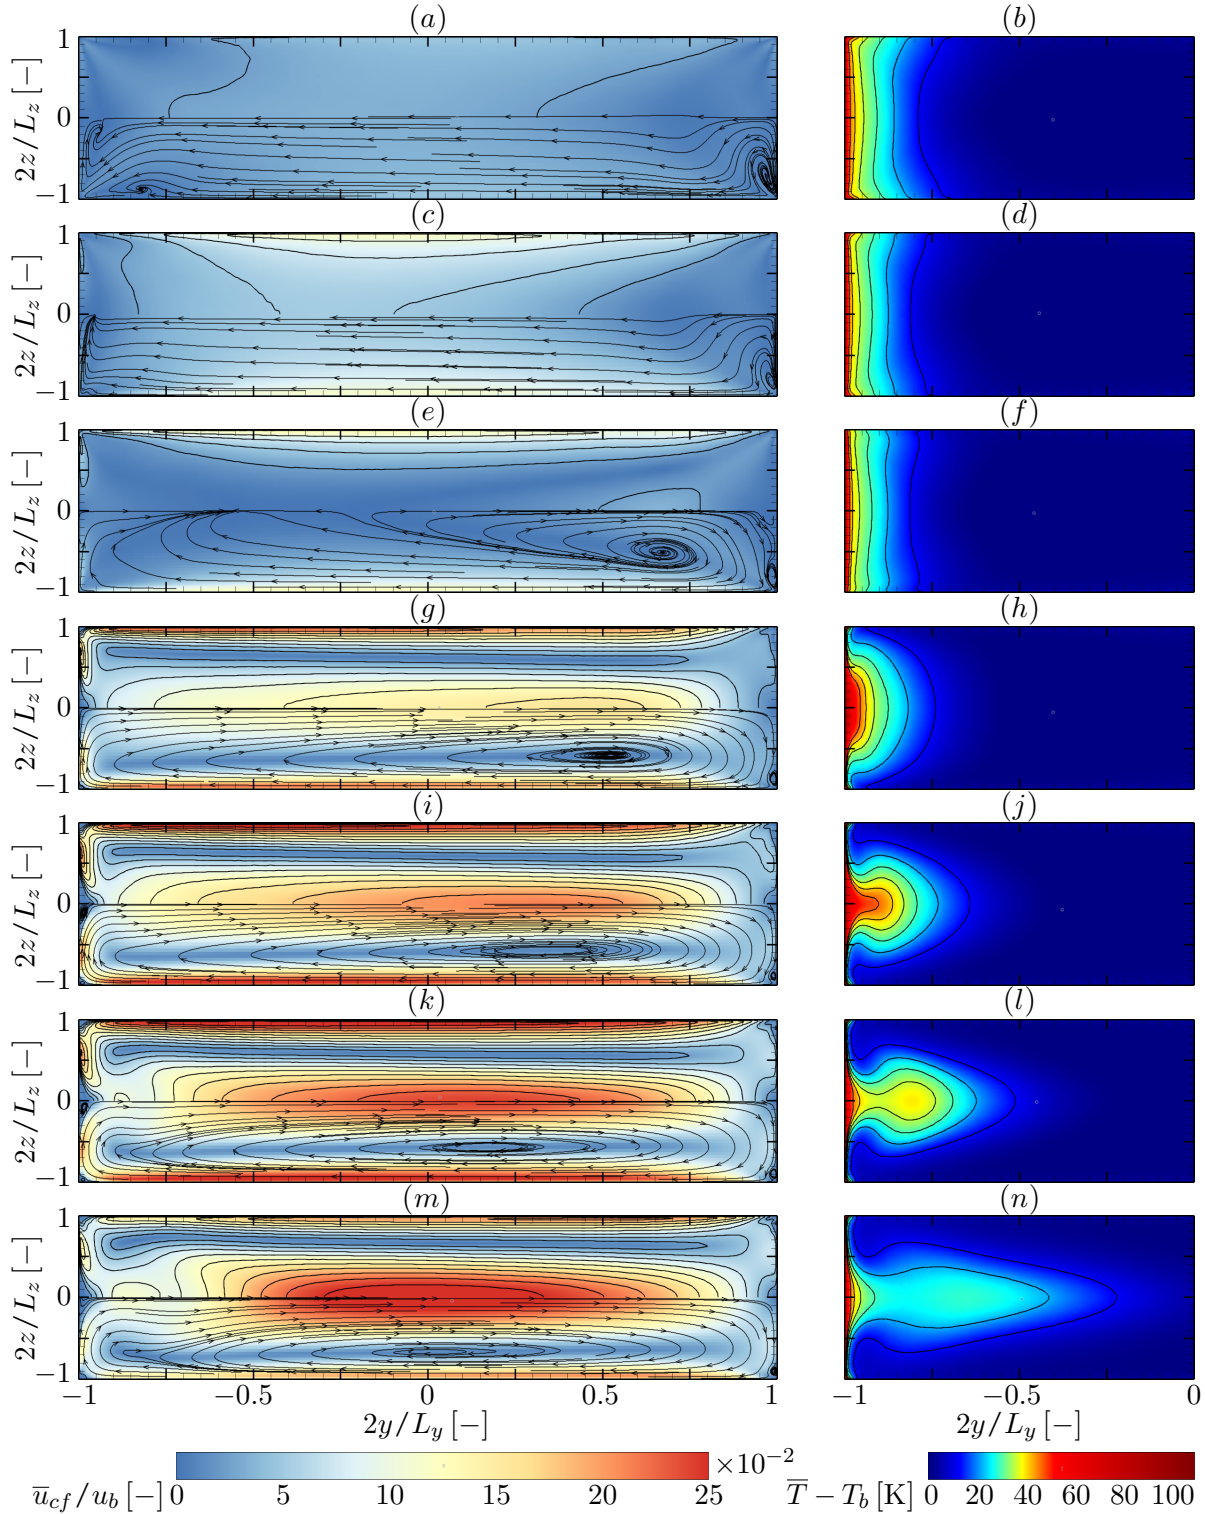 (a) (b)
1
0
−1
2z/L_z [−]
(c) (d)
1
0
−1
2z/L_z [−]
(e) (f)
1
0
−1
2z/L_z [−]
(g) (h)
1
0
−1
2z/L_z [−]
(i) (j)
1
0
−1
2z/L_z [−]
(k) (l)
1
0
−1
2z/L_z [−]
(m) (n)
1
0
−1
2z/L_z [−]
−1 −0.5 0 0.5 1 −1 −0.5 0
2y/L_y [−] 2y/L_y [−]
×10⁻²
u̅_cf/u_b [−] 0 5 10 15 20 25
T̅ − T_b [K] 0 20 40 60 80 100